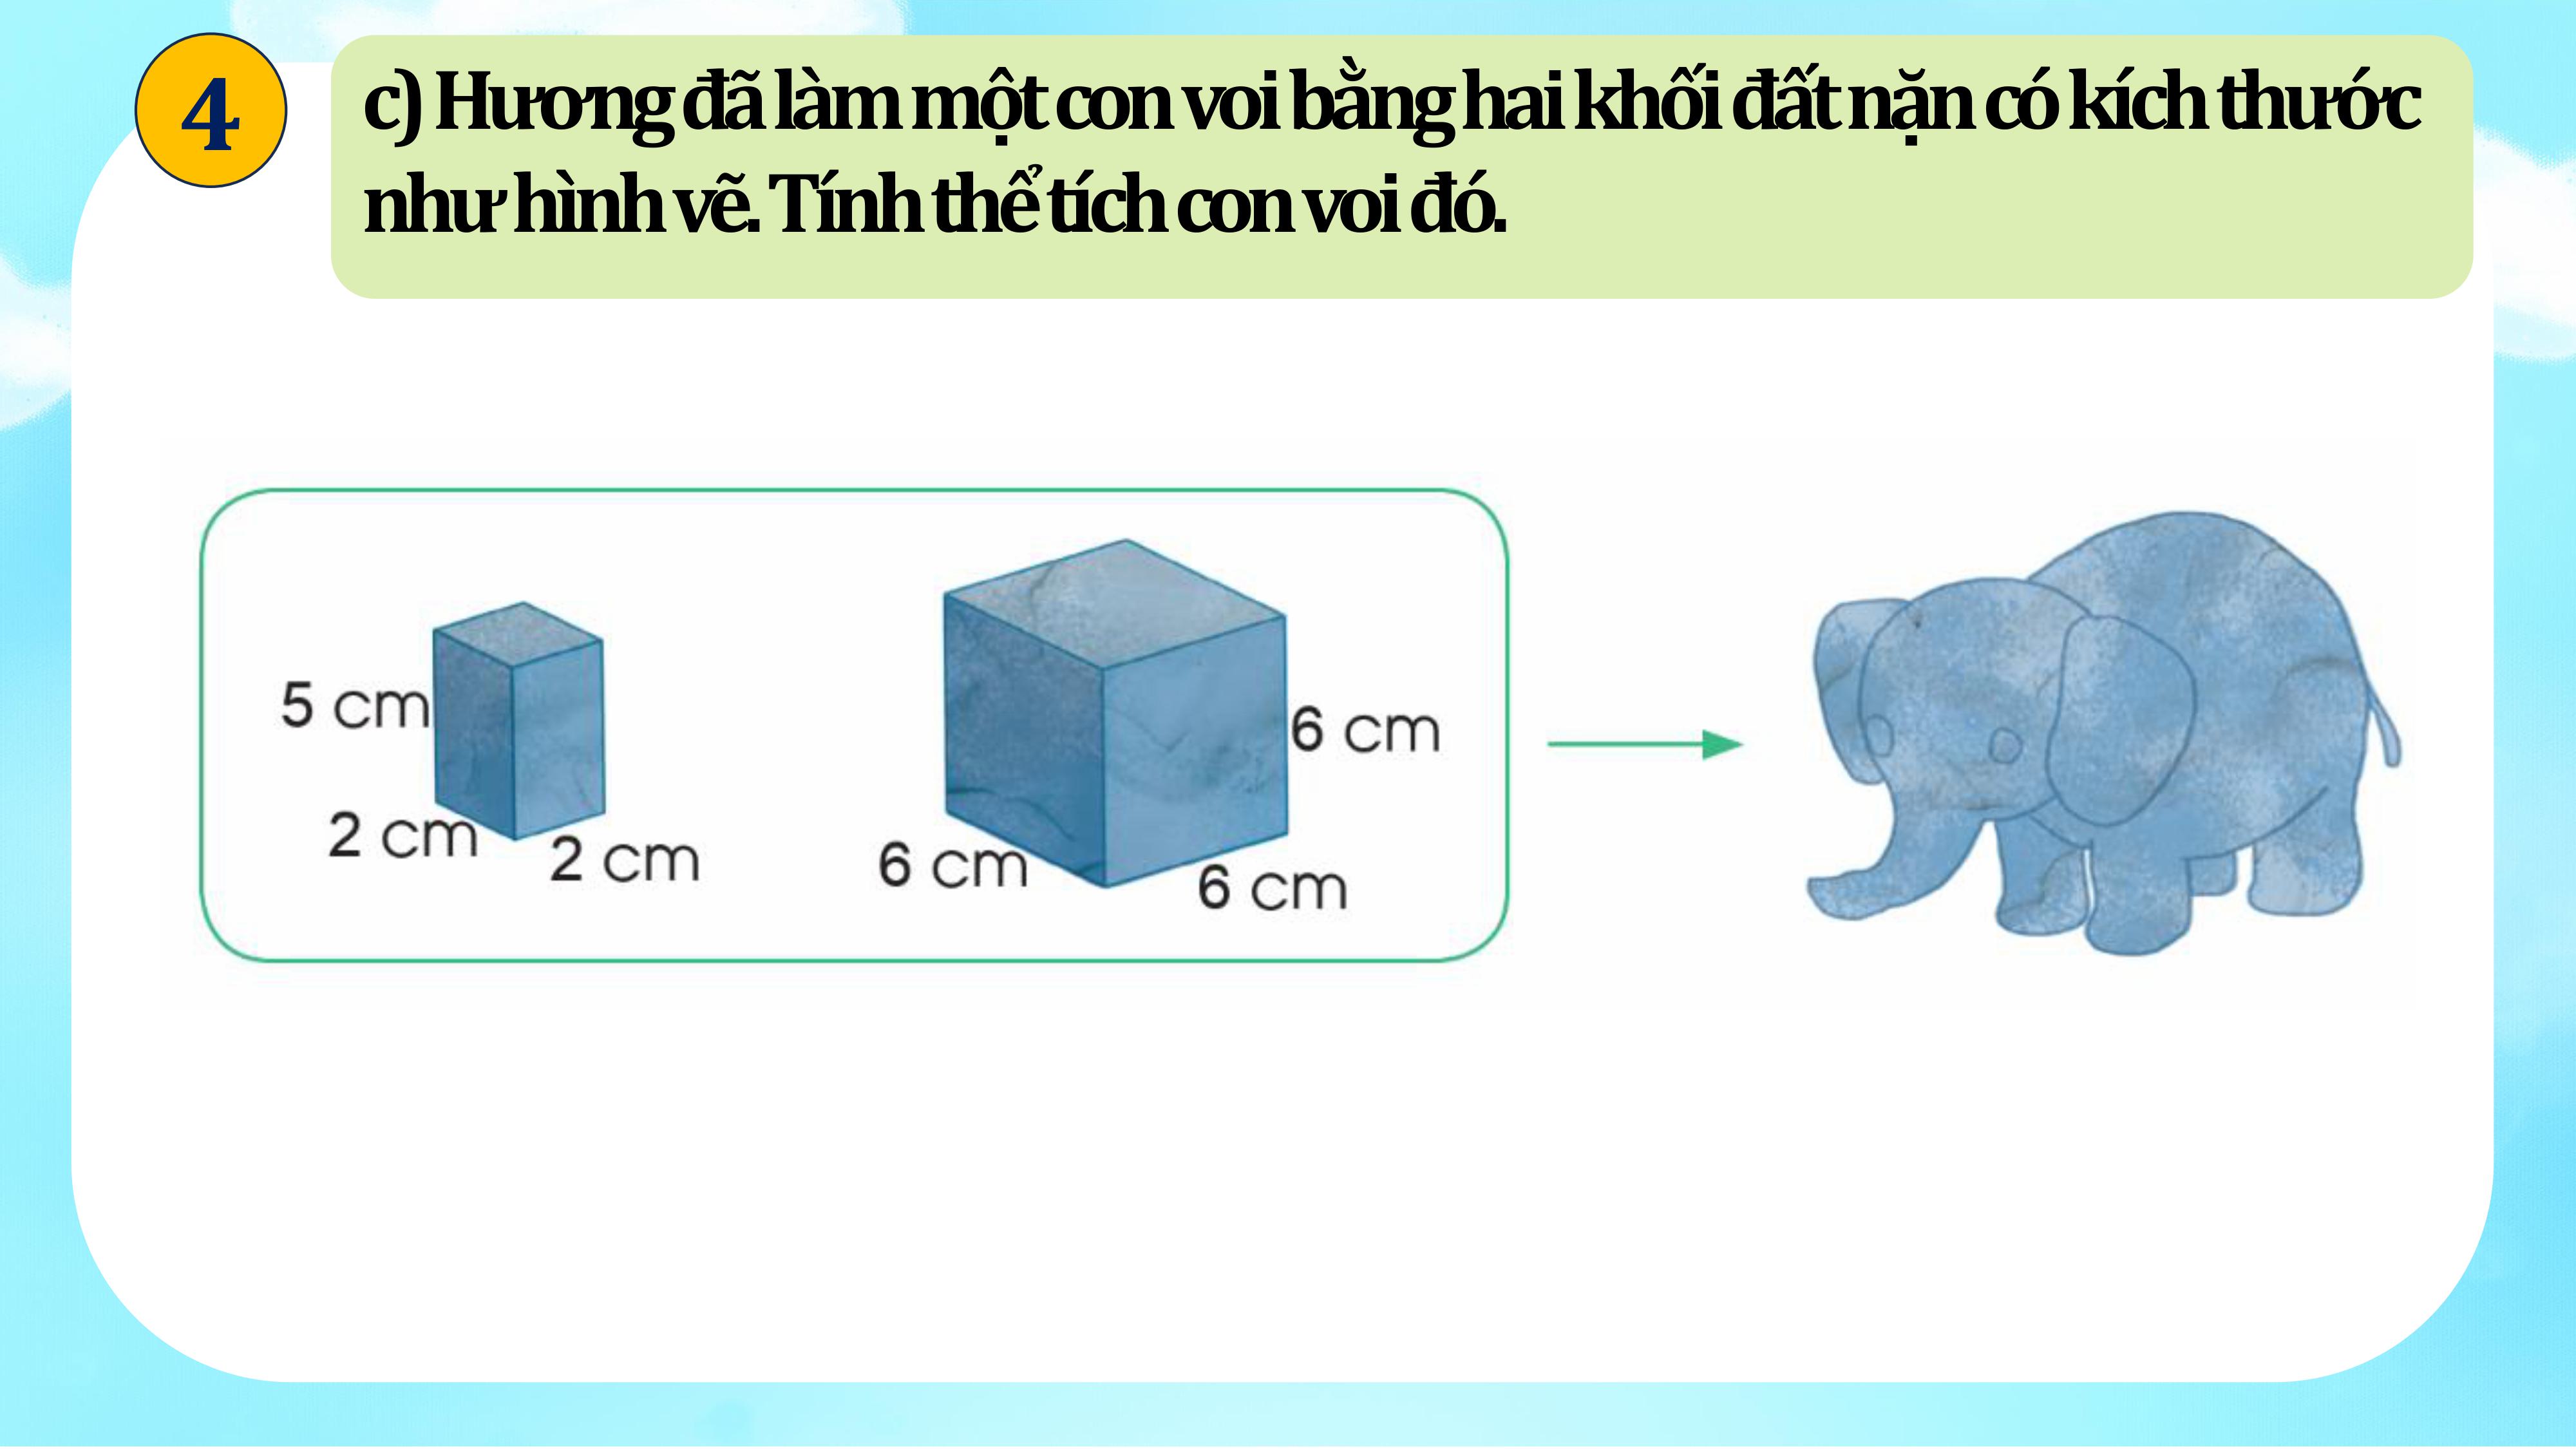 4
c) Hương đã làm một con voi bằng hai khối đất nặn có kích thước
như hình vẽ. Tính thể tích con voi đó.
5 cm
2 cm
2 cm
6 cm
6 cm
6 cm